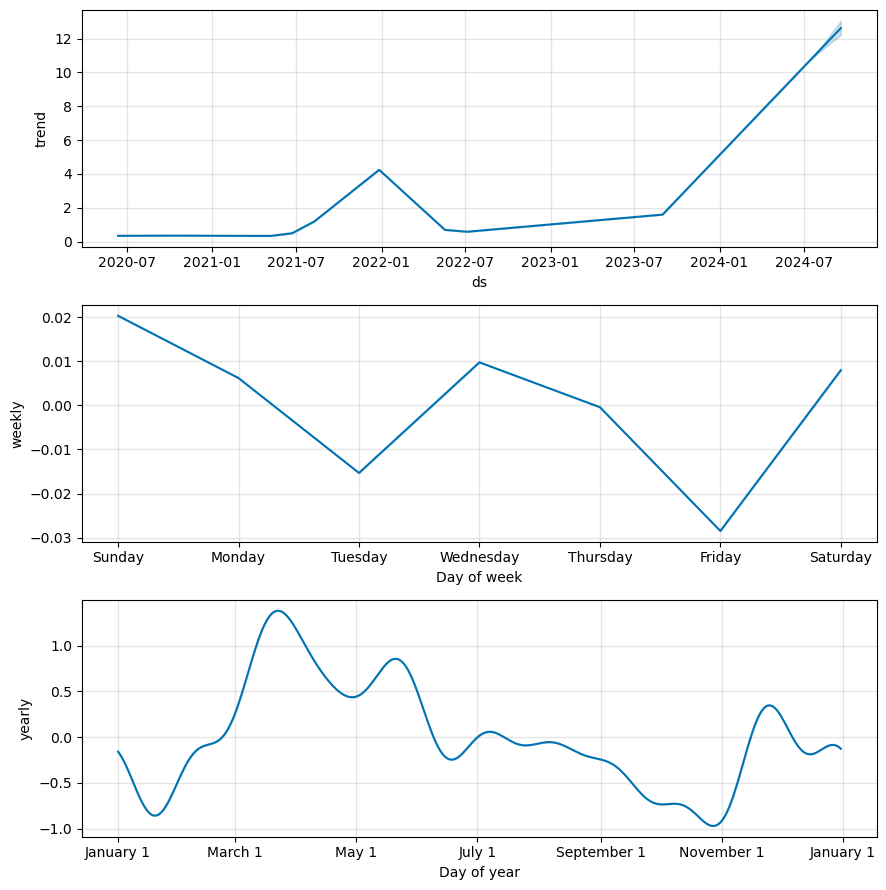 12
10
8
6
4
2
0
trend
2020-07 2021-01 2021-07 2022-01 2022-07 2023-01 2023-07 2024-01 2024-07
ds
0.02
0.01
0.00
−0.01
−0.02
−0.03
weekly
Sunday Monday Tuesday Wednesday Thursday Friday Saturday
Day of week
1.0
0.5
0.0
−0.5
−1.0
yearly
January 1 March 1 May 1 July 1 September 1 November 1 January 1
Day of year